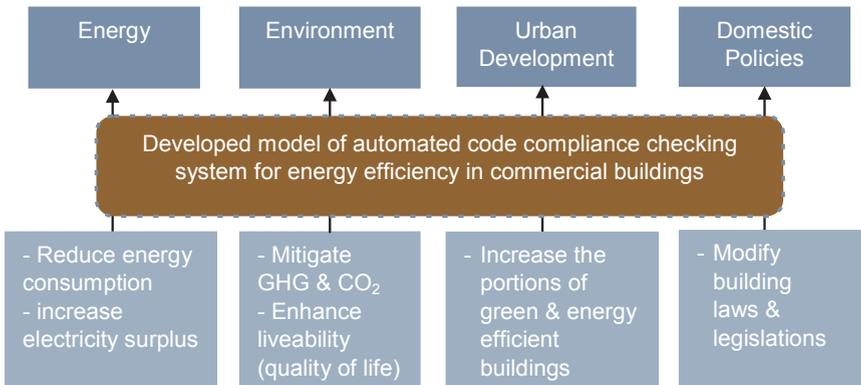 Energy
Environment
Urban
Development
Domestic
Policies
Developed model of automated code compliance checking
system for energy efficiency in commercial buildings
- Reduce energy
consumption
- increase
electricity surplus
- Mitigate
GHG & CO₂
- Enhance
liveability
(quality of life)
- Increase the
portions of
green & energy
efficient
buildings
- Modify
building
laws &
legislations